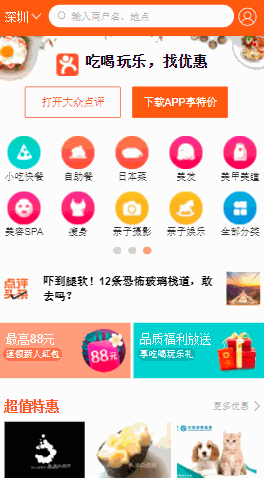 深圳
输入商户名、地点
吃喝玩乐，找优惠
打开大众点评
下载APP享特价
小吃快餐 自助餐 日本菜 美发 美甲美瞳
美容SPA 瘦身 亲子摄影 亲子娱乐 全部分类
点评头条
吓到腿软！12条恐怖玻璃栈道，敢
去吗？
最高88元
逐领新人红包
88元
品质福利放送
享吃喝玩乐礼
超值特惠
更多优惠